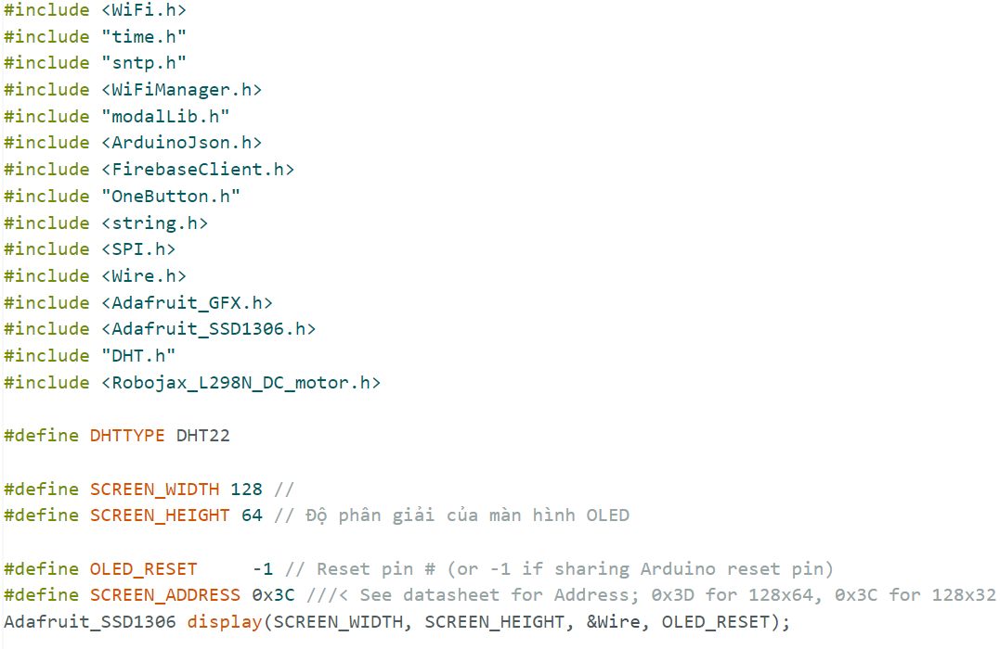 #include <WiFi.h>
#include "time.h"
#include "sntp.h"
#include <WiFiManager.h>
#include "modalLib.h"
#include <ArduinoJson.h>
#include <FirebaseClient.h>
#include "OneButton.h"
#include <string.h>
#include <SPI.h>
#include <Wire.h>
#include <Adafruit_GFX.h>
#include <Adafruit_SSD1306.h>
#include "DHT.h"
#include <Robojax_L298N_DC_motor.h>
#define DHTTYPE DHT22
#define SCREEN_WIDTH 128 //
#define SCREEN_HEIGHT 64 // Độ phân giải của màn hình OLED
#define OLED_RESET     -1 // Reset pin # (or -1 if sharing Arduino reset pin)
#define SCREEN_ADDRESS 0x3C ///< See datasheet for Address; 0x3D for 128x64, 0x3C for 128x32
Adafruit_SSD1306 display(SCREEN_WIDTH, SCREEN_HEIGHT, &Wire, OLED_RESET);